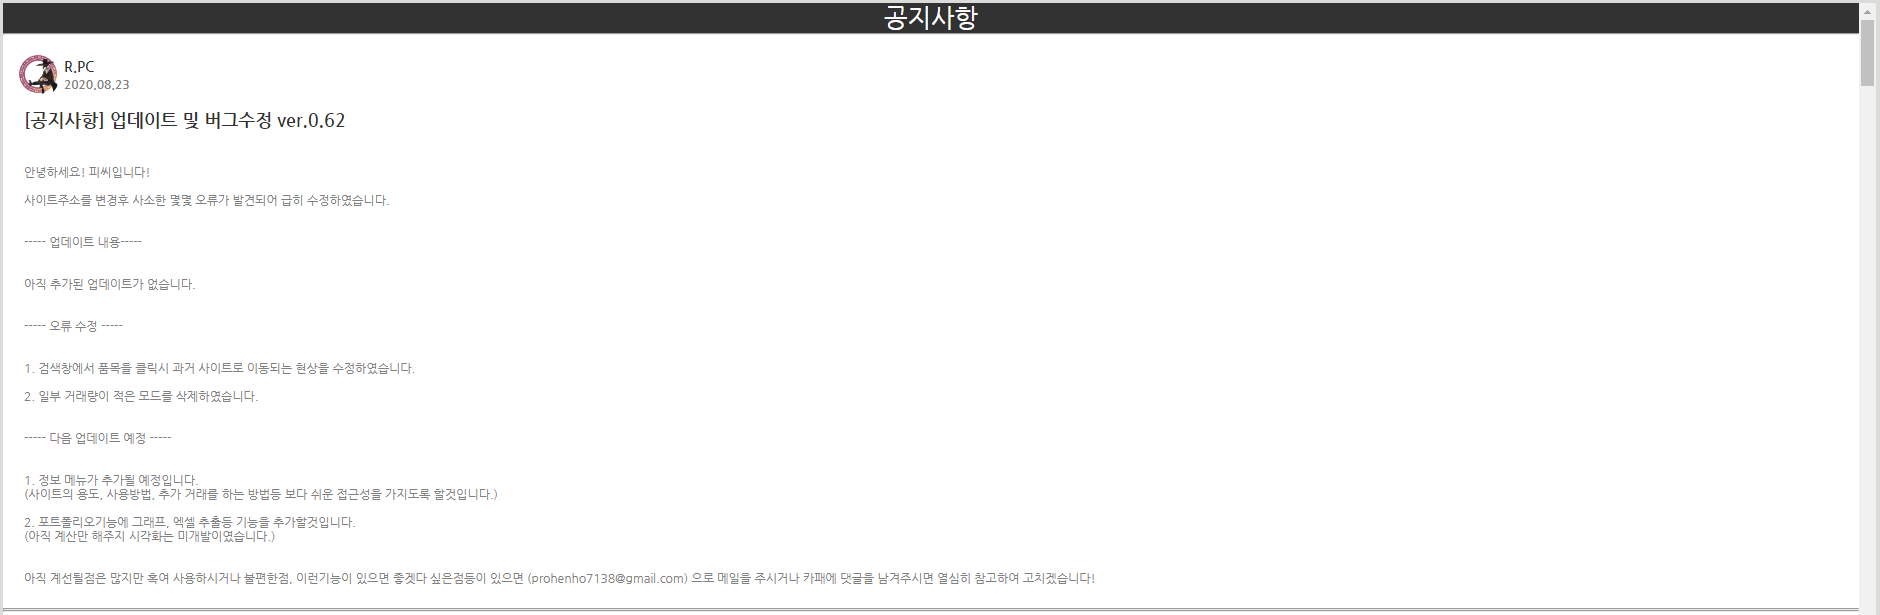 공지사항
R.PC
2020.08.23
[공지사항] 업데이트 및 버그수정 ver.0.62
안녕하세요! 피씨입니다!
사이트주소를 변경후 사소한 몇몇 오류가 발견되어 급히 수정하였습니다.
----- 업데이트 내용-----
아직 추가된 업데이트가 없습니다.
----- 오류 수정 -----
1. 검색창에서 품목을 클릭시 과거 사이트로 이동되는 현상을 수정하였습니다.
2. 일부 거래량이 적은 모드를 삭제하였습니다.
----- 다음 업데이트 예정 -----
1. 정보 메뉴가 추가될 예정입니다.
(사이트의 용도, 사용방법, 추가 거래를 하는 방법등 보다 쉬운 접근성을 가지도록 할것입니다.)
2. 포트폴리오기능에 그래프, 엑셀 추출등 기능을 추가할것입니다.
(아직 계산만 해주지 시각화는 미개발이였습니다.)
아직 계선될점은 많지만 혹여 사용하시거나 불편한점, 이런기능이 있으면 좋겟다 싶은점등이 있으면 (prohenho7138@gmail.com) 으로 메일을 주시거나 카페에 댓글을 남겨주시면 열심히 참고하여 고치겠습니다!